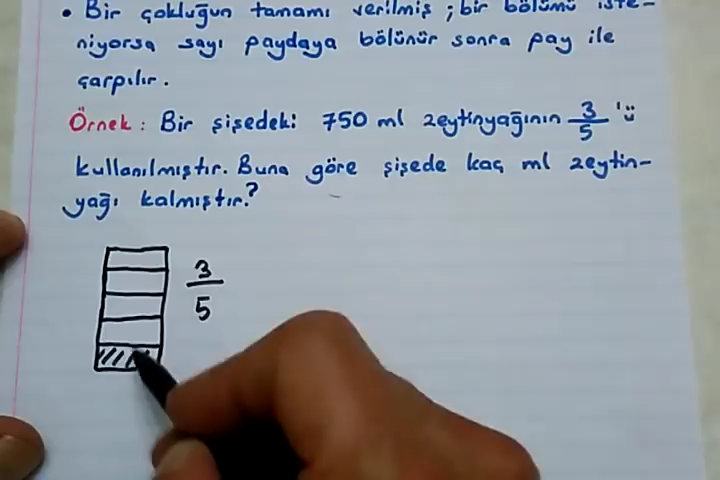 • Bir çokluğun tamamı verilmiş ; bir bölümü iste-
niyorsa sayı paydaya bölünür sonra pay ile
çarpılır.
Örnek : Bir şişedeki 750 ml zeytinyağının 3/5 'ü
kullanılmıştır. Buna göre şişede kaç ml zeytin-
yağı kalmıştır?
3/5